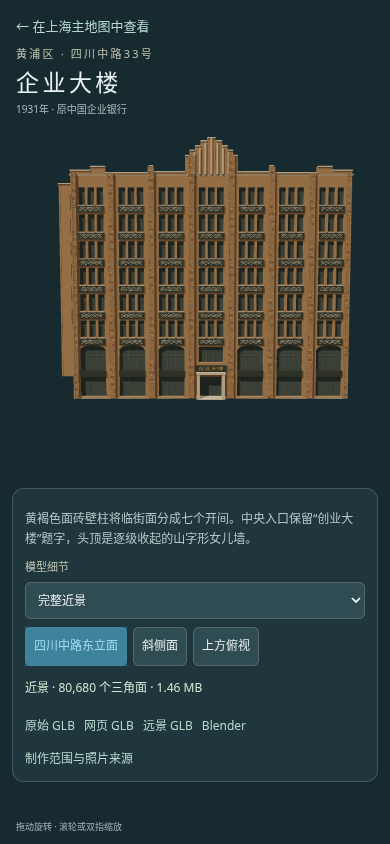 ← 在上海主地图中查看
黄浦区 · 四川中路33号
企业大楼
1931年 · 原中国企业银行
创业大楼
黄褐色面砖壁柱将临街面分成七个开间。中央入口保留“创业大
楼”题字，头顶是逐级收起的山字形女儿墙。
模型细节
完整近景
四川中路东立面 斜侧面 上方俯视
近景 · 80,680 个三角面 · 1.46 MB
原始 GLB 网页 GLB 远景 GLB Blender
制作范围与照片来源
拖动旋转 · 滚轮或双指缩放